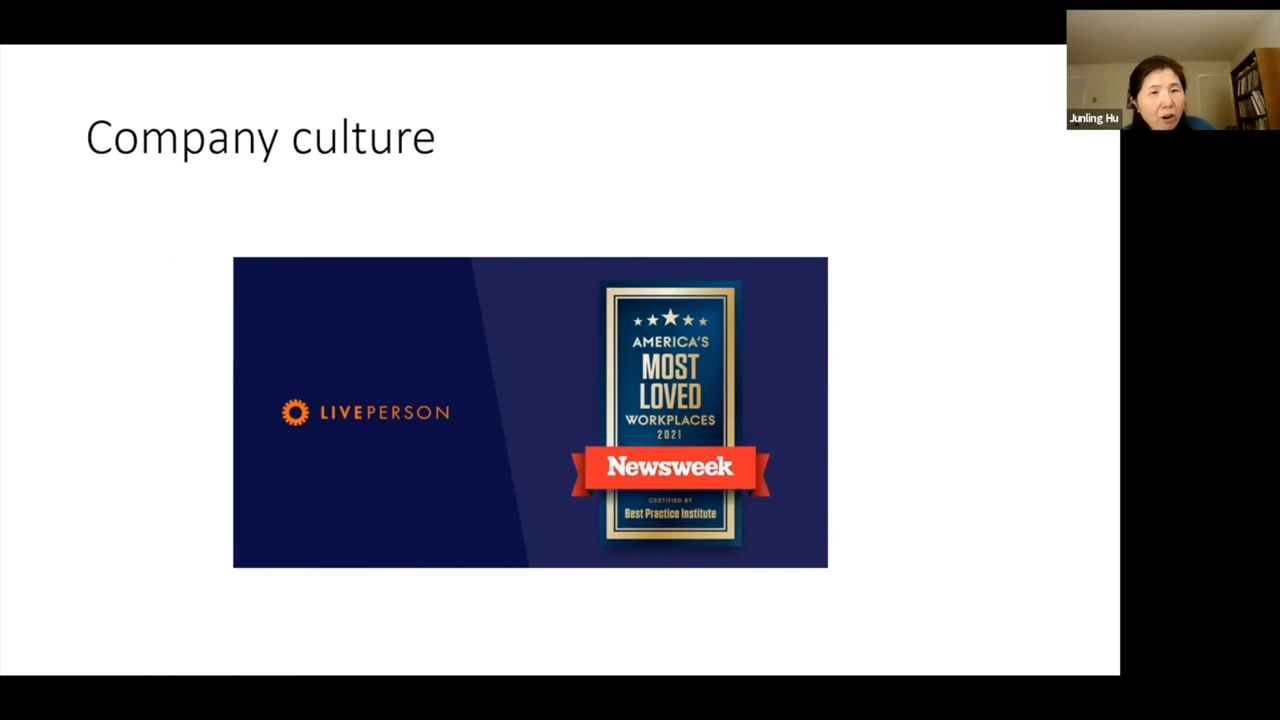 Company culture
LIVEPERSON
AMERICA'S
MOST
LOVED
WORKPLACES
2021
Newsweek
CERTIFIED BY
Best Practice Institute
Junling Hu